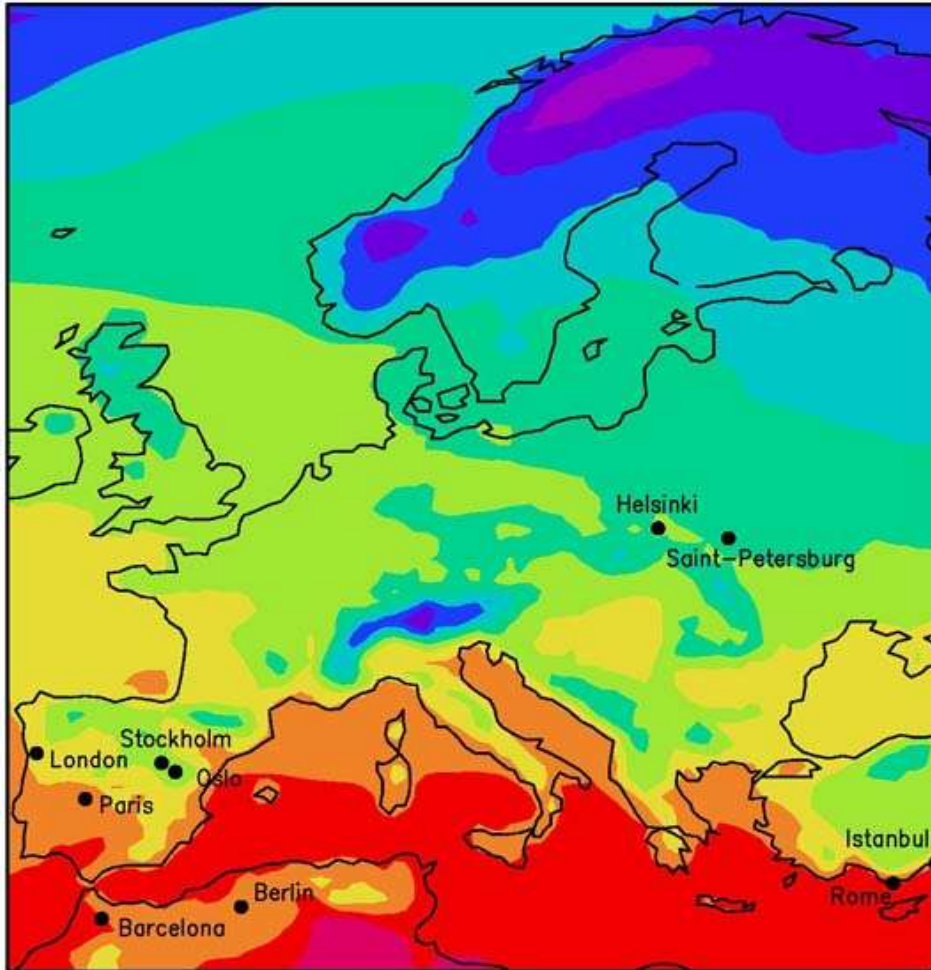 Helsinki
Saint-Petersburg
Stockholm
London
Oslo
Paris
Istanbul
Berlin
Rome
Barcelona